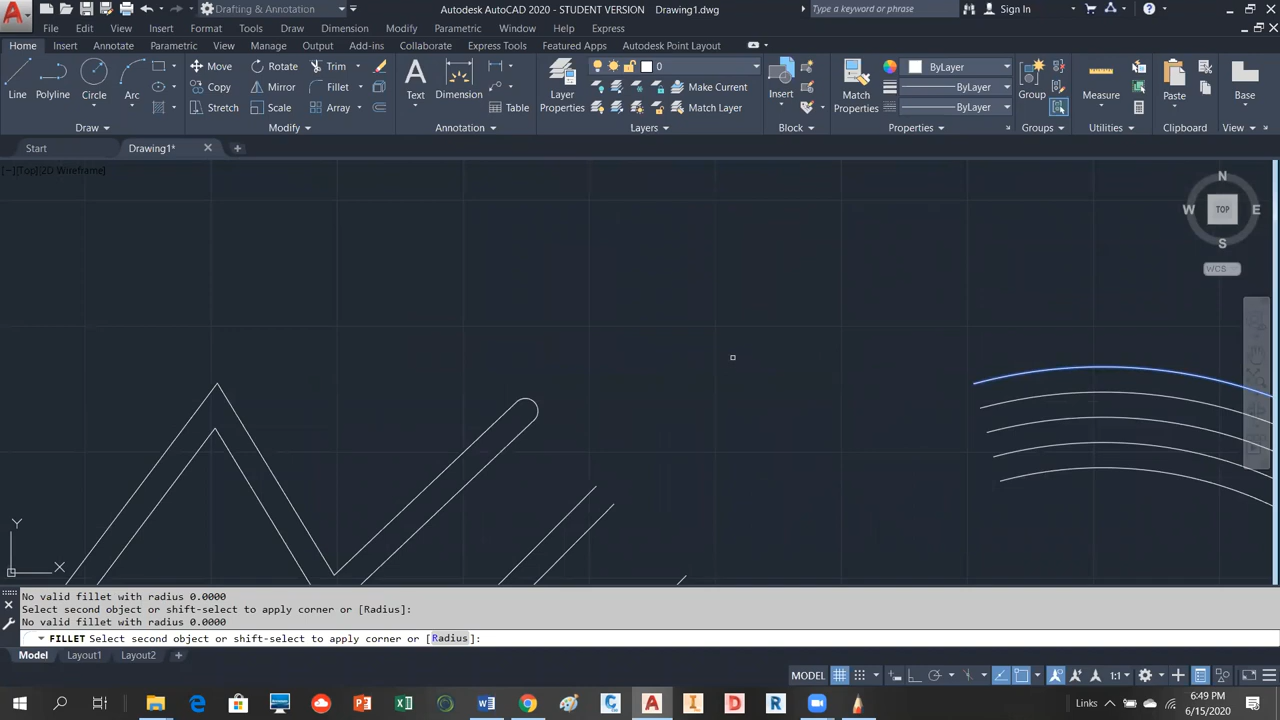 Drafting & Annotation
Autodesk AutoCAD 2020 - STUDENT VERSION Drawing1.dwg
Type a keyword or phrase
Sign In
File Edit View Insert Format Tools Draw Dimension Modify Parametric Window Help Express
Home Insert Annotate Parametric View Manage Output Add-ins Collaborate Express Tools Featured Apps Autodesk Point Layout
Line Polyline Circle Arc
Move Rotate Trim
Copy Mirror Fillet
Stretch Scale Array
Text Dimension Table
Layer Properties
0
Make Current
Match Layer
Insert
Match Properties
ByLayer
ByLayer
ByLayer
Group
Measure
Paste
Base
Draw Modify Annotation Layers Block Properties Groups Utilities Clipboard View
Start Drawing1*
[−][Top][2D Wireframe]
N
W TOP E
S
WCS
Y
X
No valid fillet with radius 0.0000
Select second object or shift-select to apply corner or [Radius]:
No valid fillet with radius 0.0000
FILLET Select second object or shift-select to apply corner or [Radius]:
Model Layout1 Layout2
MODEL
1:1
Links
6:49 PM
6/15/2020